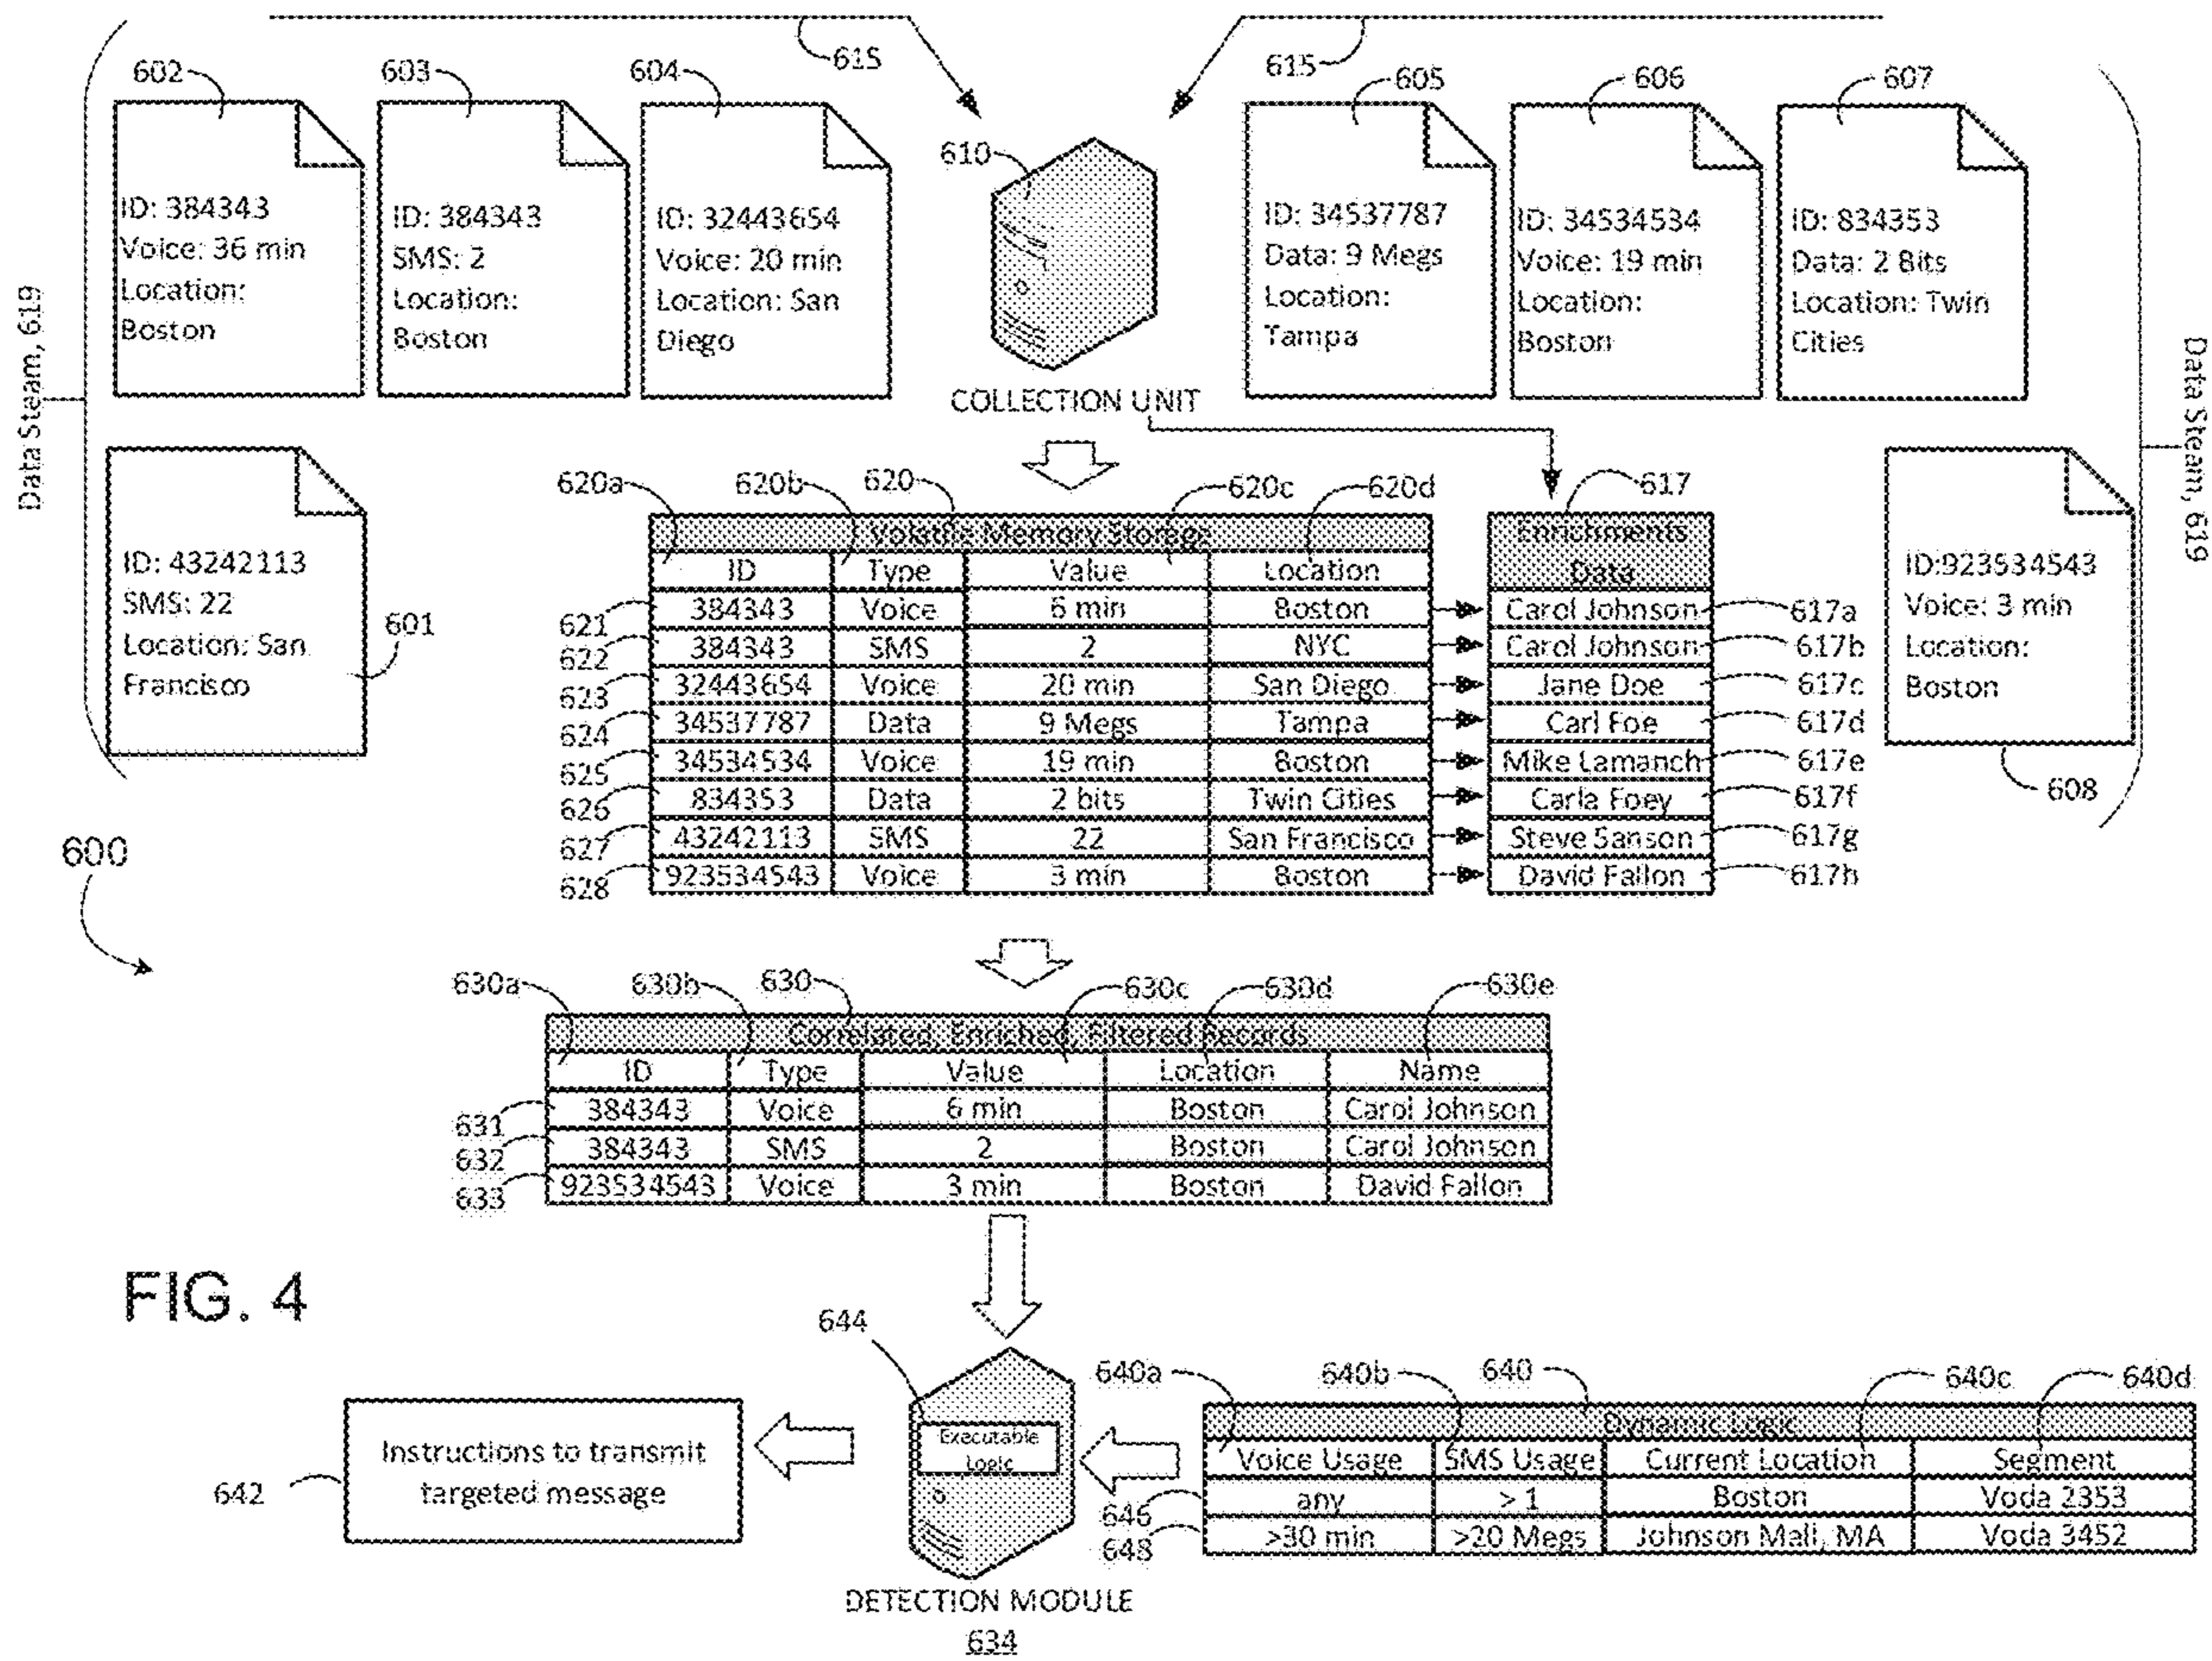 615
615
602
603
604
605
606
607
610
ID: 384343
Voice: 36 min
Location:
Boston
ID: 384343
SMS: 2
Location:
Boston
ID: 32443654
Voice: 20 min
Location: San
Diego
ID: 34537787
Data: 9 Megs
Location:
Tampa
ID: 34534534
Voice: 19 min
Location:
Boston
ID: 834353
Data: 2 Bits
Location: Twin
Cities
Data Steam, 619
Data Steam, 619
COLLECTION UNIT
ID: 43242113
SMS: 22
Location: San
Francisco
601
ID:923534543
Voice: 3 min
Location:
Boston
608
620a
620b
620
620c
620d
617
Volatile Memory Storage
Enrichments
Data
ID Type Value Location
621 384343 Voice 6 min Boston Carol Johnson 617a
622 384343 SMS 2 NYC Carol Johnson 617b
623 32443654 Voice 20 min San Diego Jane Doe 617c
624 34537787 Data 9 Megs Tampa Carl Foe 617d
625 34534534 Voice 19 min Boston Mike Lamanch 617e
626 834353 Data 2 bits Twin Cities Carla Foey 617f
627 43242113 SMS 22 San Francisco Steve Sanson 617g
628 923534543 Voice 3 min Boston David Fallon 617h
600
630a
630b
630
630c
630d
630e
Correlated, Enriched, Filtered Records
ID Type Value Location Name
631 384343 Voice 6 min Boston Carol Johnson
632 384343 SMS 2 Boston Carol Johnson
633 923534543 Voice 3 min Boston David Fallon
FIG. 4
644
640a
640b
640
640c
640d
Executable
Logic
Instructions to transmit
targeted message
642
Dynamic Logic
Voice Usage SMS Usage Current Location Segment
646 any > 1 Boston Voda 2353
648 >30 min >20 Megs Johnson Mall, MA Voda 3452
DETECTION MODULE
634